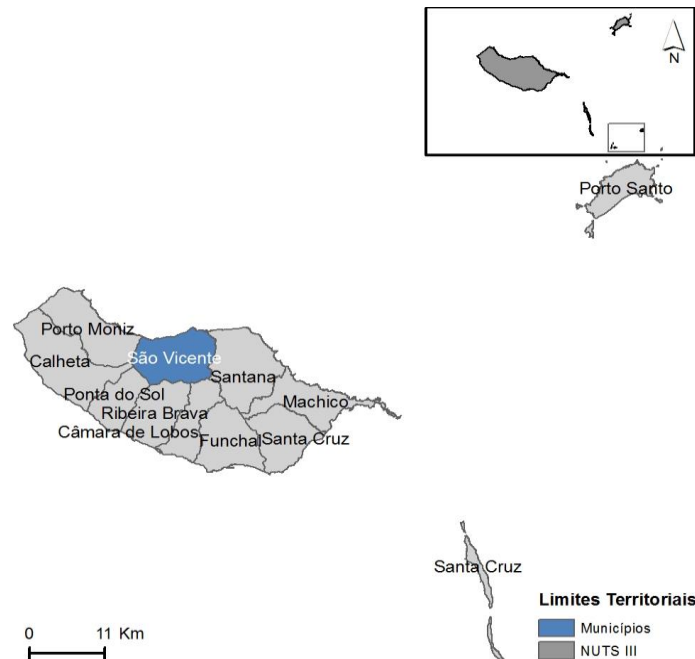 N
Porto Santo
Porto Moniz
São Vicente
Calheta
Santana
Ponta do Sol
Machico
Ribeira Brava
Câmara de Lobos
Funchal
Santa Cruz
Santa Cruz
Limites Territoriais
Municípios
NUTS III
0 11 Km